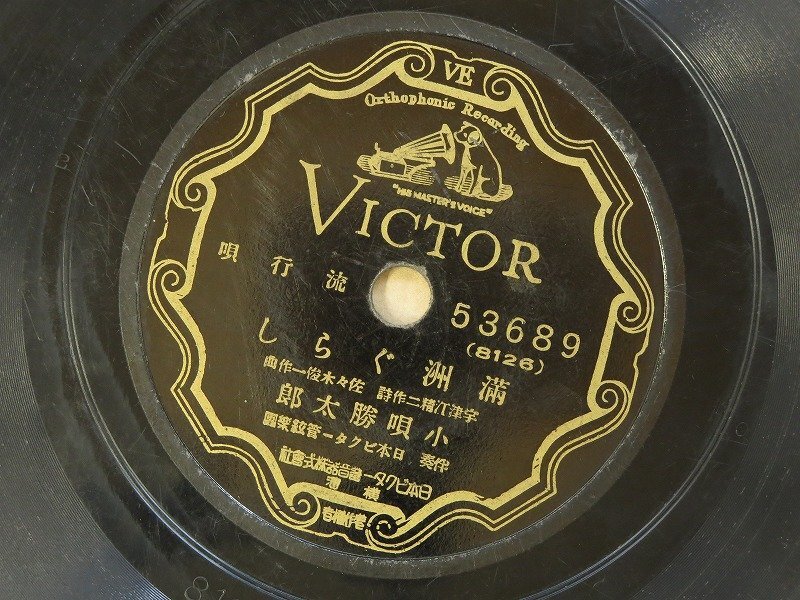 VE
Orthophonic Recording
"HIS MASTER'S VOICE"
VICTOR
流行唄
53689
(8126)
満洲ぐらし
宇津江精二作詩 佐々木俊一作曲
小唄勝太郎
伴奏 日本ビクター管絃楽團
日本ビクター蓄音器株式會社
横濱
81